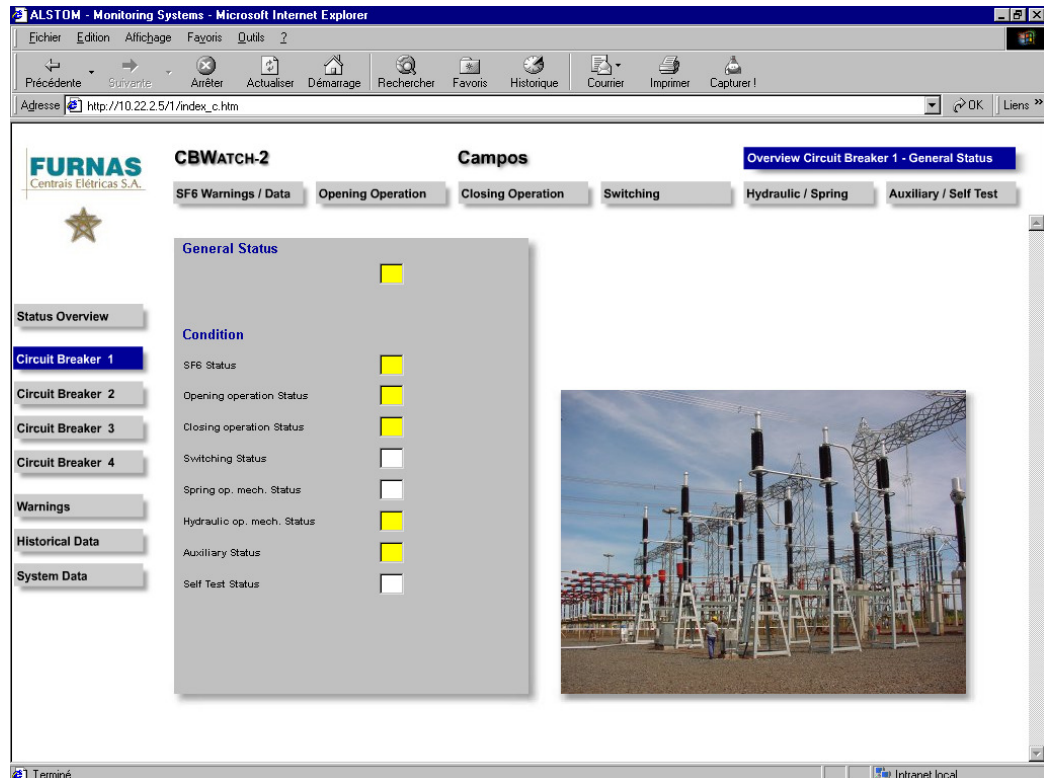 ALSTOM - Monitoring Systems - Microsoft Internet Explorer
Fichier Edition Affichage Favoris Outils ?
Précédente Suivante Arrêter Actualiser Démarrage Rechercher Favoris Historique Courrier Imprimer Capturer !
Adresse http://10.22.2.5/1/index_c.htm OK Liens »
FURNAS
Centrais Elétricas S.A.
CBWATCH-2 Campos Overview Circuit Breaker 1 - General Status
SF6 Warnings / Data Opening Operation Closing Operation Switching Hydraulic / Spring Auxiliary / Self Test
Status Overview
Circuit Breaker 1
Circuit Breaker 2
Circuit Breaker 3
Circuit Breaker 4
Warnings
Historical Data
System Data
General Status
Condition
SF6 Status
Opening operation Status
Closing operation Status
Switching Status
Spring op. mech. Status
Hydraulic op. mech. Status
Auxiliary Status
Self Test Status
Terminé Intranet local